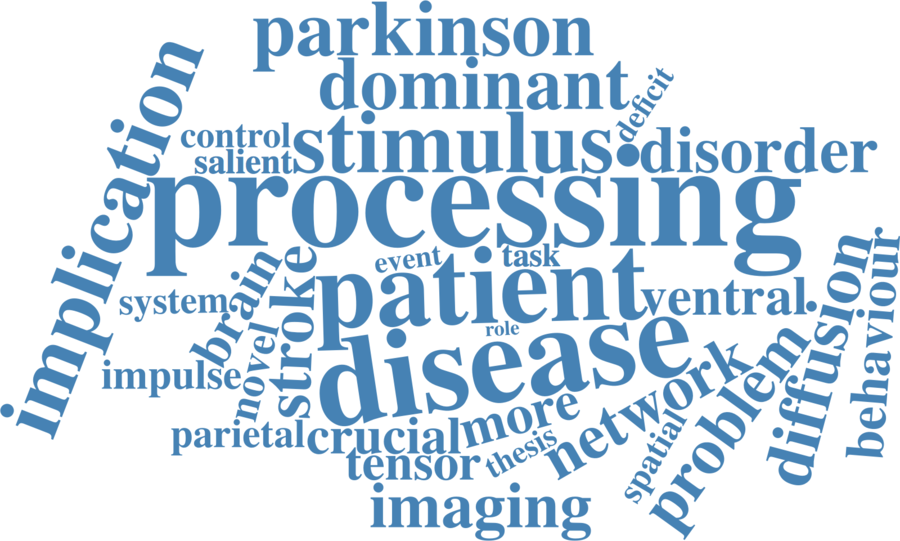 parkinson
dominant
deficit
implication
control
stimulus
disorder
salient
processing
event
task
patient
brain
stroke
system
ventral
role
diffusion
behaviour
disease
novel
impulse
network
problem
more
parietal
crucial
spatial
thesis
tensor
imaging